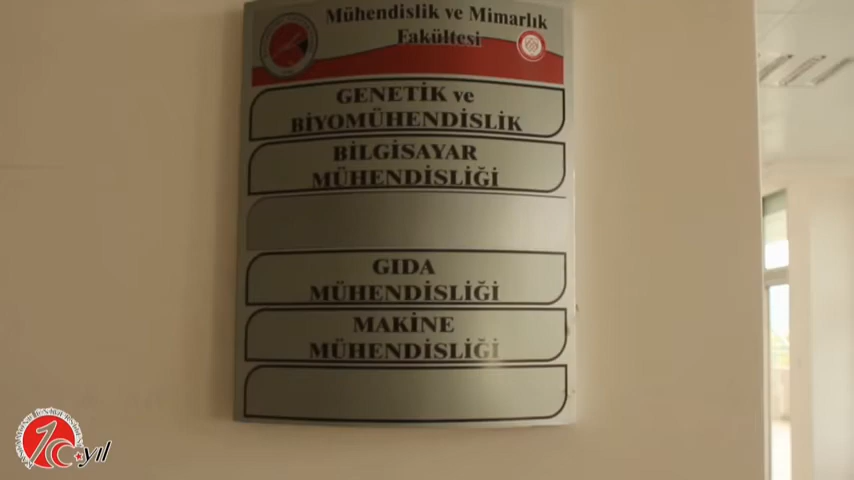 Mühendislik ve Mimarlık
Fakültesi
GENETİK ve
BİYOMÜHENDİSLİK
BİLGİSAYAR
MÜHENDİSLİĞİ
GIDA
MÜHENDİSLİĞİ
MAKİNE
MÜHENDİSLİĞİ
10.yıl